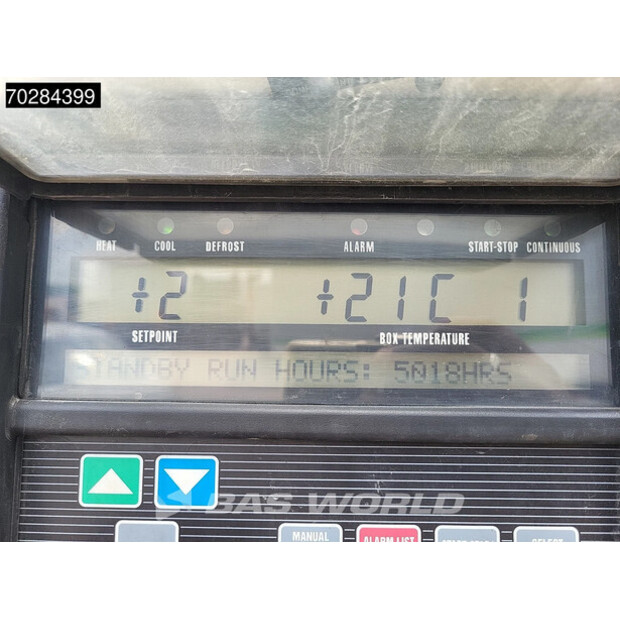 70284399
HEAT COOL DEFROST ALARM START-STOP CONTINUOUS
+2 +21C 1
SETPOINT BOX TEMPERATURE
STANDBY RUN HOURS: 5018HRS
BAS WORLD
MANUAL ALARM LIST SELECT